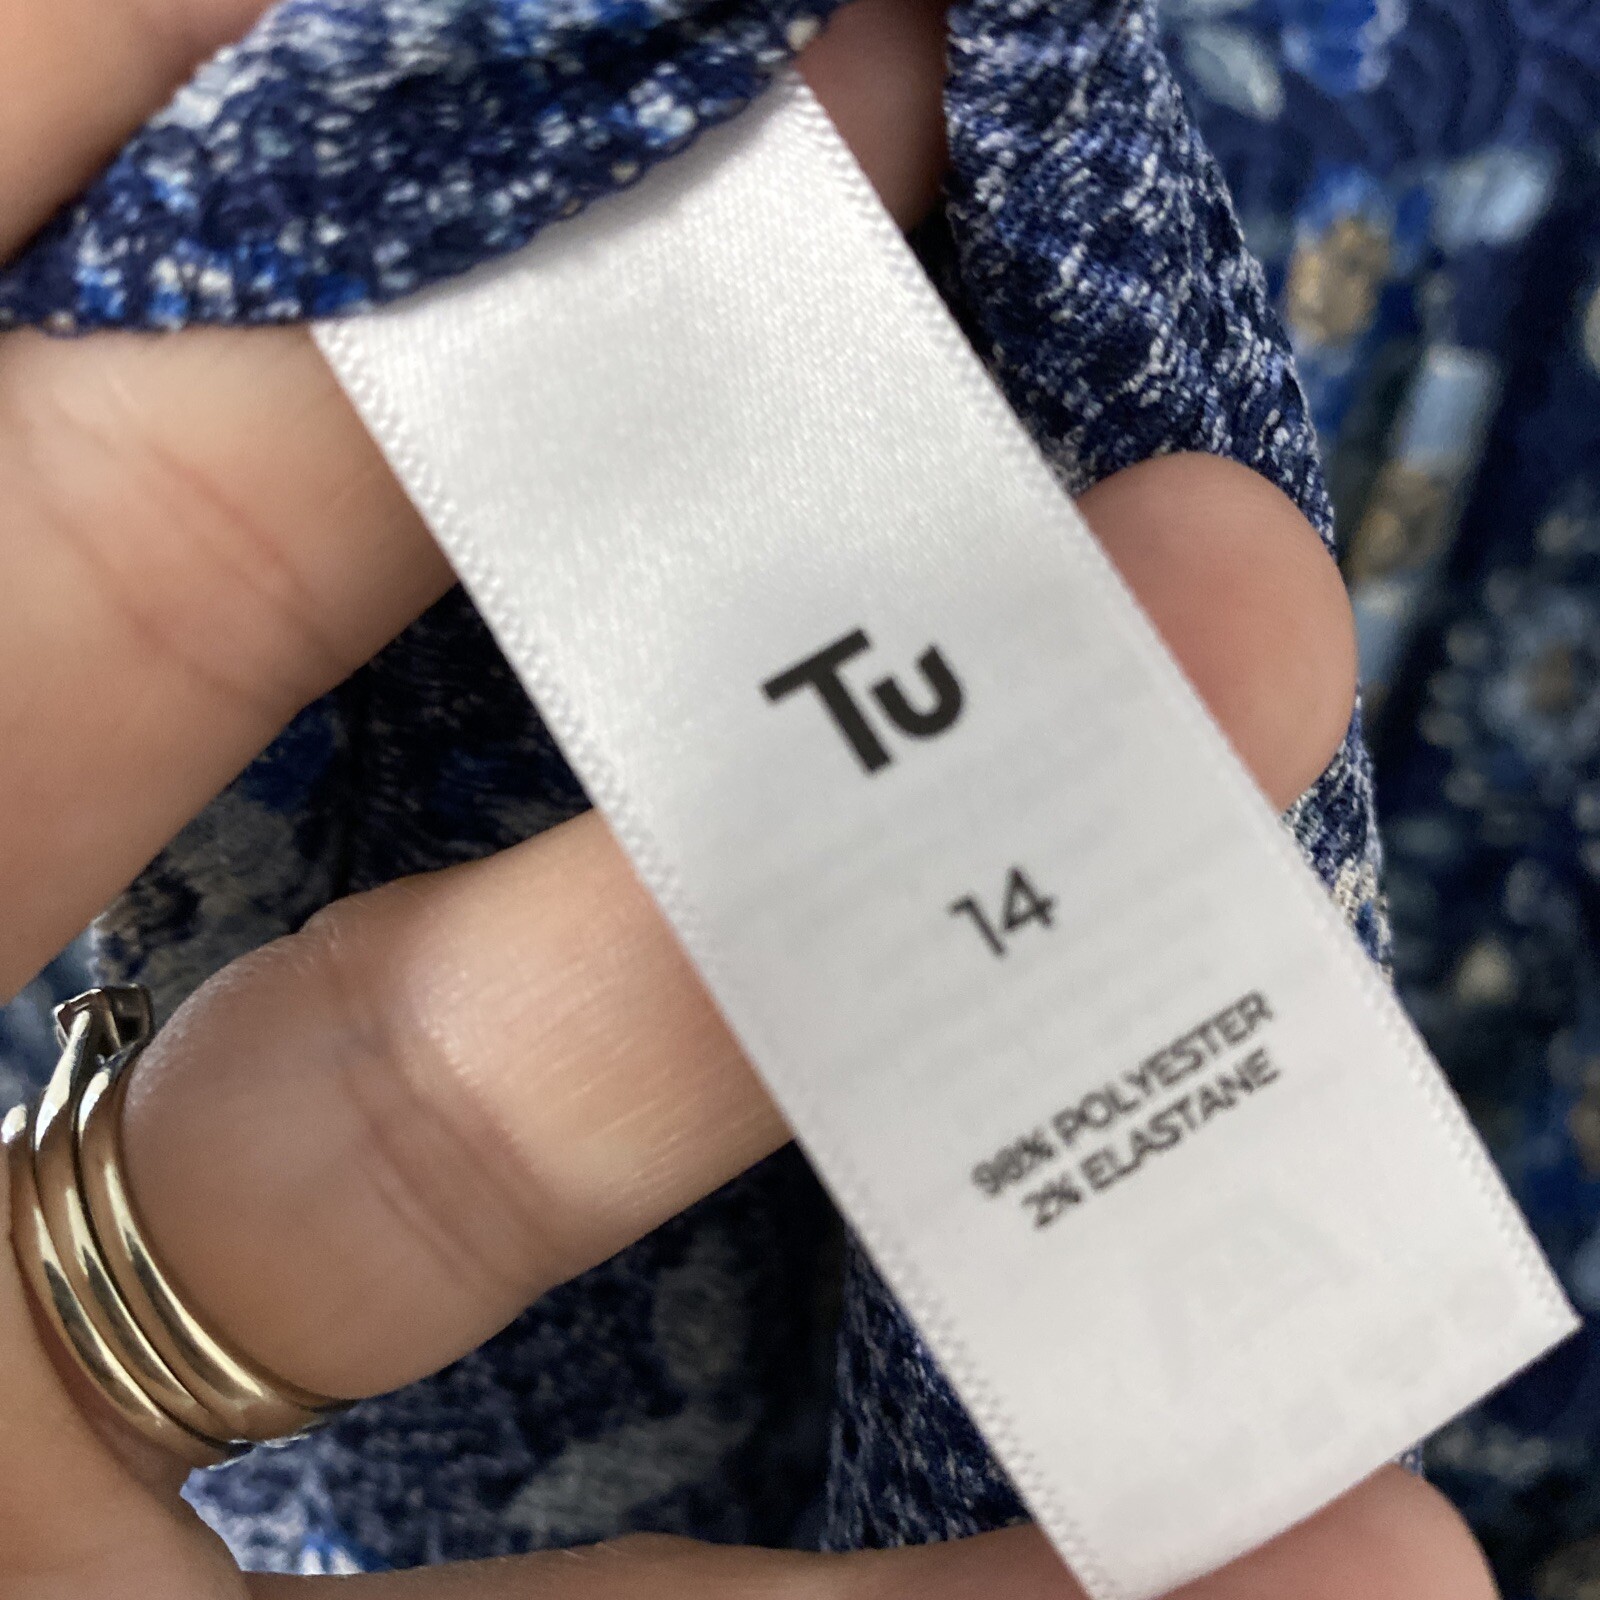 Tu
14
98% POLYESTER
2% ELASTANE